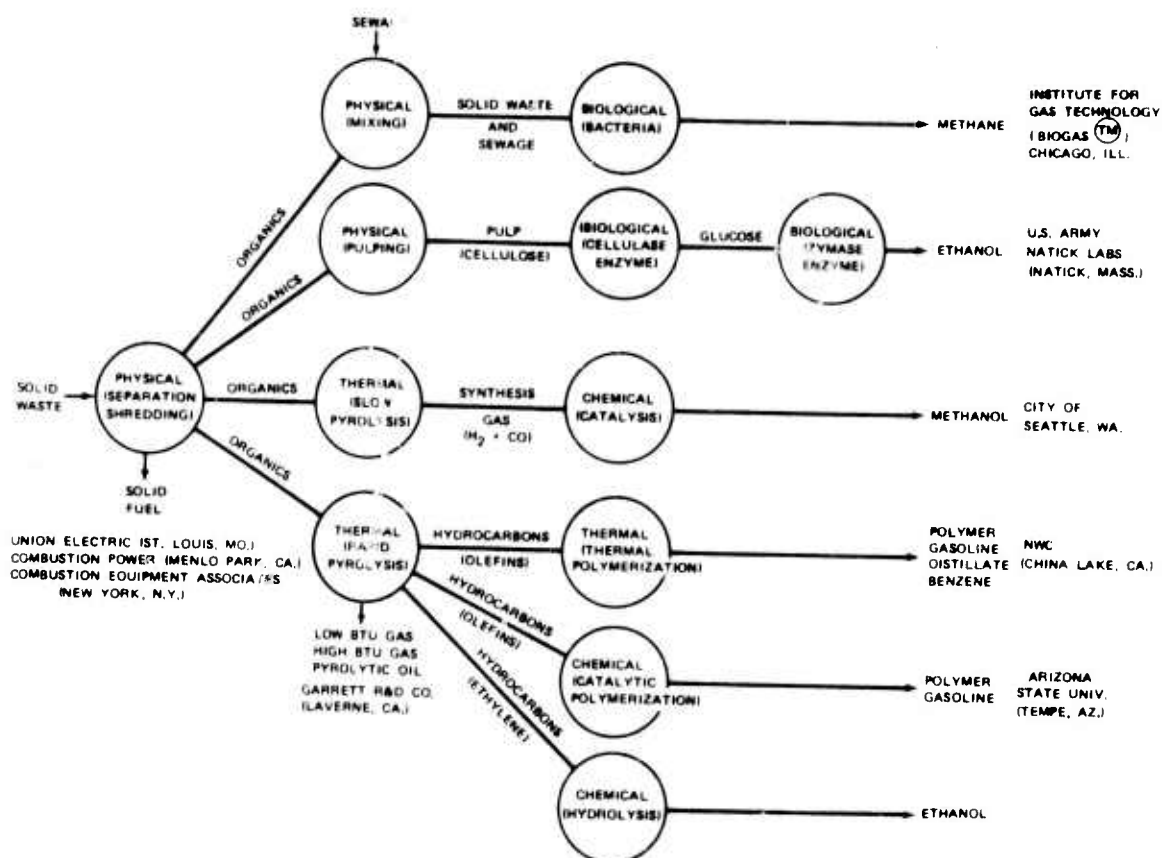 PHYSICAL
(MIXING)
SOLID WASTE
AND
SEWAGE
BIOLOGICAL
(BACTERIA)
METHANE
INSTITUTE FOR
GAS TECHNOLOGY
(BIOGAS TM)
CHICAGO, ILL.
ORGANICS
PHYSICAL
(PULPING)
PULP
(CELLULOSE)
BIOLOGICAL
(CELLULASE
ENZYME)
GLUCOSE
BIOLOGICAL
(ZYMASE
ENZYME)
ETHANOL
U.S. ARMY
NATICK LABS
(NATICK, MASS.)
ORGANICS
SOLID
WASTE
PHYSICAL
(SEPARATION
SHREDDING)
ORGANICS
THERMAL
(SLOW
PYROLYSIS)
SYNTHESIS
GAS
(H₂ + CO)
CHEMICAL
(CATALYSIS)
METHANOL
CITY OF
SEATTLE, WA.
SOLID
FUEL
UNION ELECTRIC (ST. LOUIS, MO.)
COMBUSTION POWER (MENLO PARK, CA.)
COMBUSTION EQUIPMENT ASSOCIATES
(NEW YORK, N.Y.)
ORGANICS
THERMAL
(RAPID
PYROLYSIS)
HYDROCARBONS
(OLEFINS)
THERMAL
(THERMAL
POLYMERIZATION)
POLYMER
GASOLINE
DISTILLATE
BENZENE
NWC
(CHINA LAKE, CA.)
LOW BTU GAS
HIGH BTU GAS
PYROLYTIC OIL
GARRETT R&D CO.
(LAVERNE, CA.)
HYDROCARBONS
(OLEFINS)
CHEMICAL
(CATALYTIC
POLYMERIZATION)
POLYMER
GASOLINE
ARIZONA
STATE UNIV.
(TEMPE, AZ.)
HYDROCARBONS
(ETHYLENE)
CHEMICAL
(HYDROLYSIS)
ETHANOL